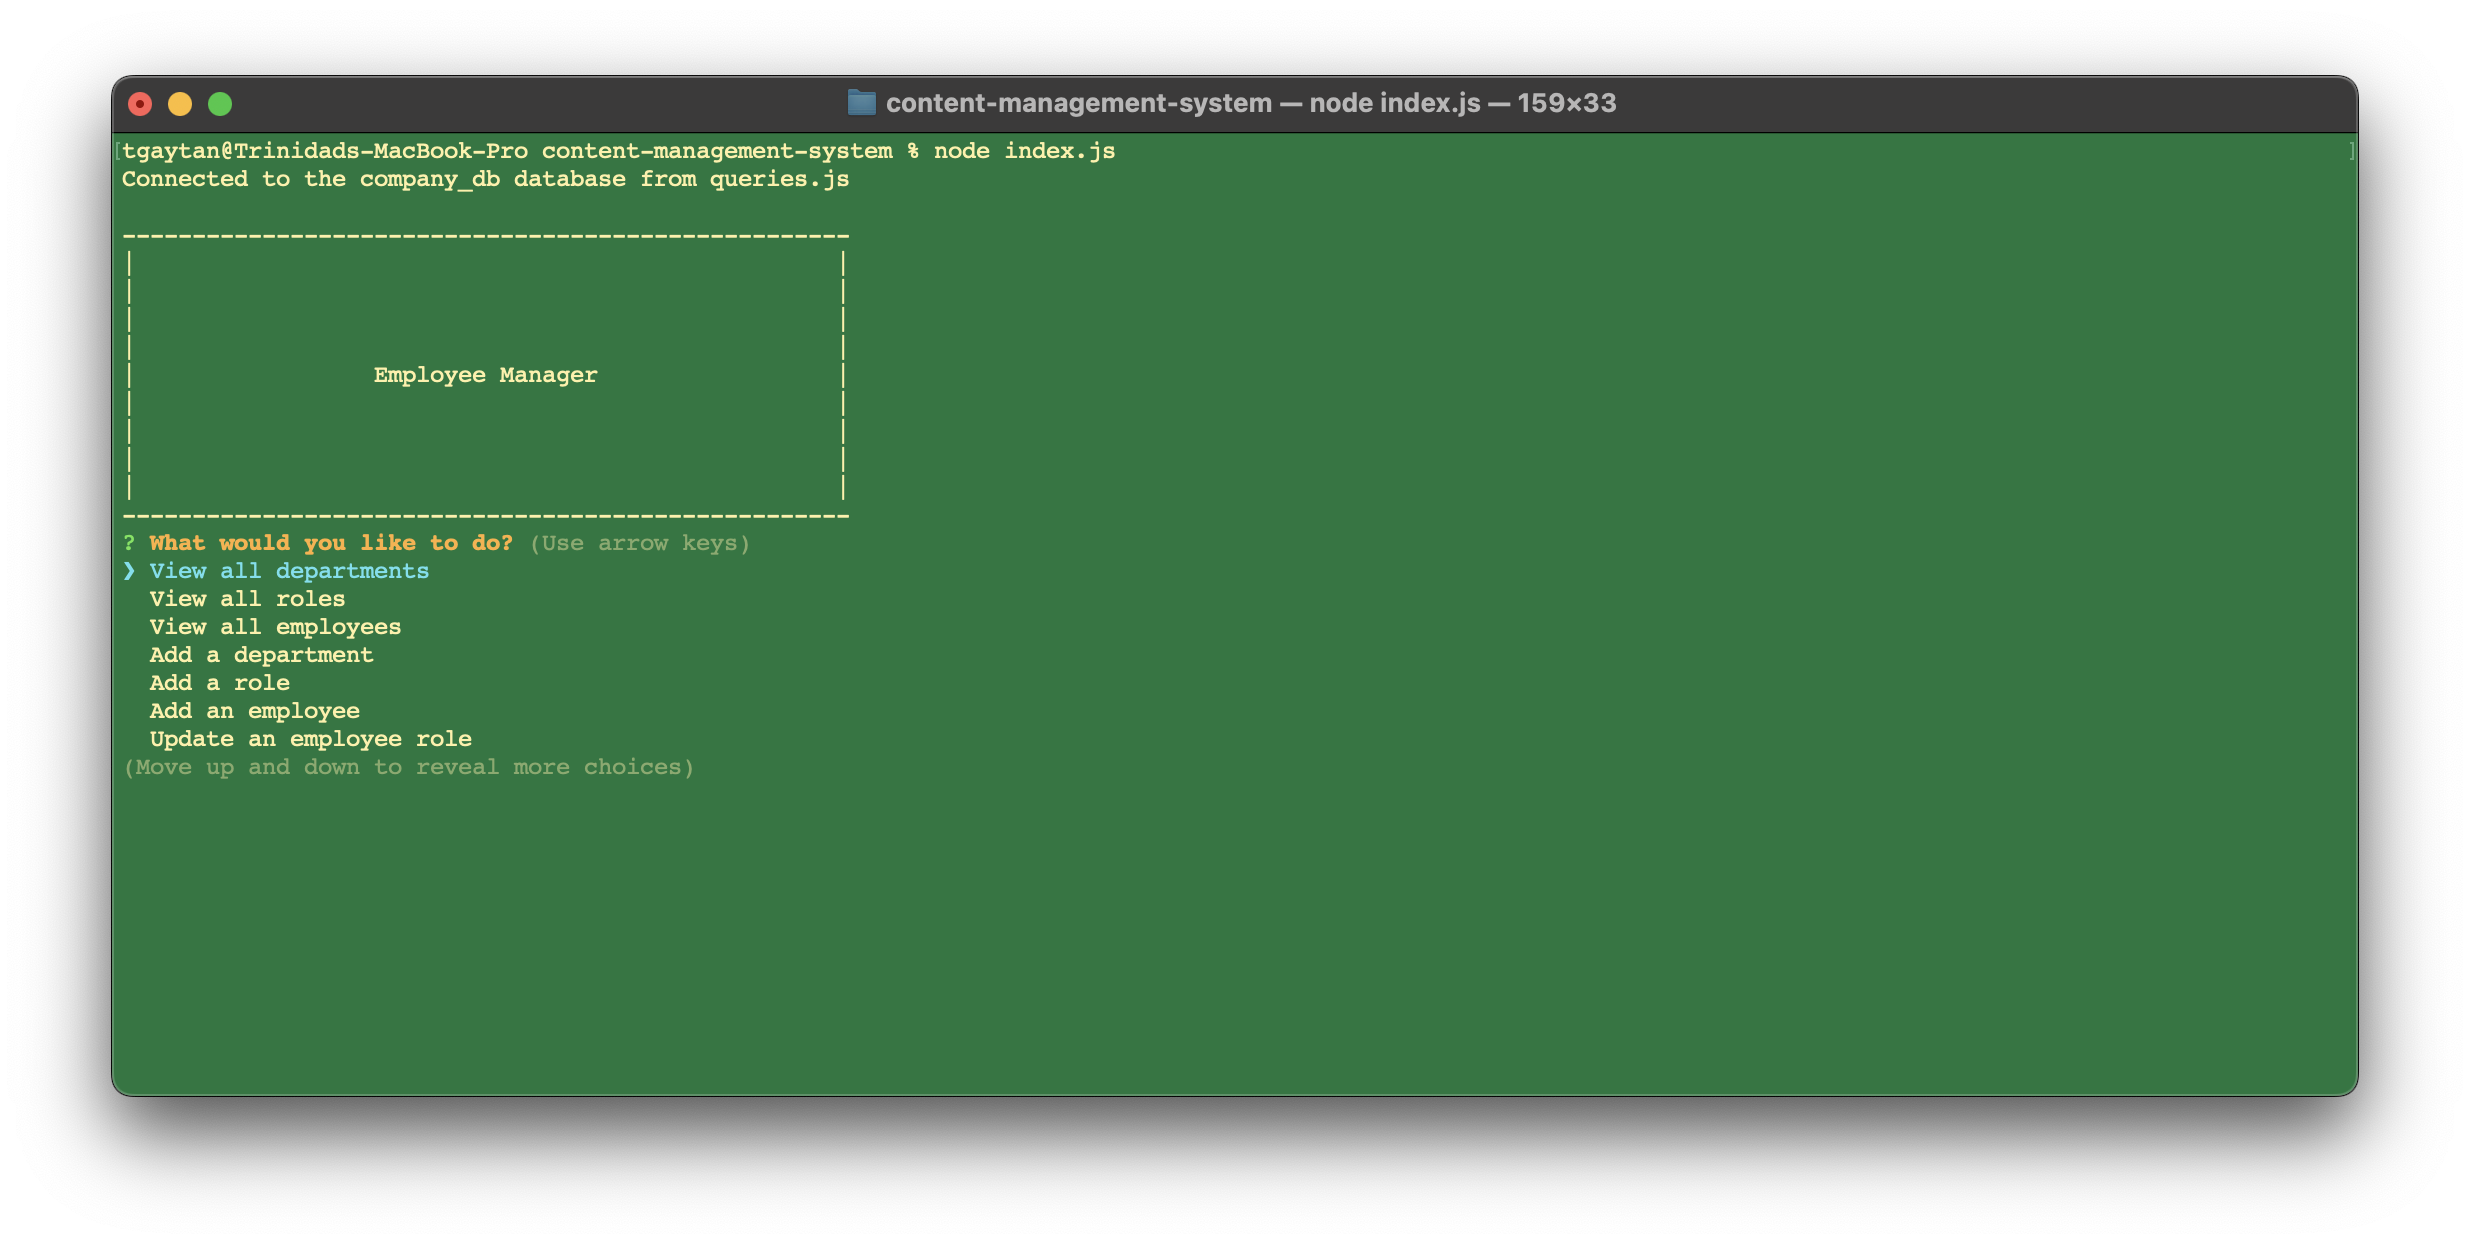 content-management-system — node index.js — 159×33
[tgaytan@Trinidads-MacBook-Pro content-management-system % node index.js ]
Connected to the company_db database from queries.js
----------------------------------------------------
|                                                   |
|                                                   |
|                                                   |
|                                                   |
|                 Employee Manager                  |
|                                                   |
|                                                   |
|                                                   |
|                                                   |
----------------------------------------------------
? What would you like to do? (Use arrow keys)
❯ View all departments
View all roles
View all employees
Add a department
Add a role
Add an employee
Update an employee role
(Move up and down to reveal more choices)